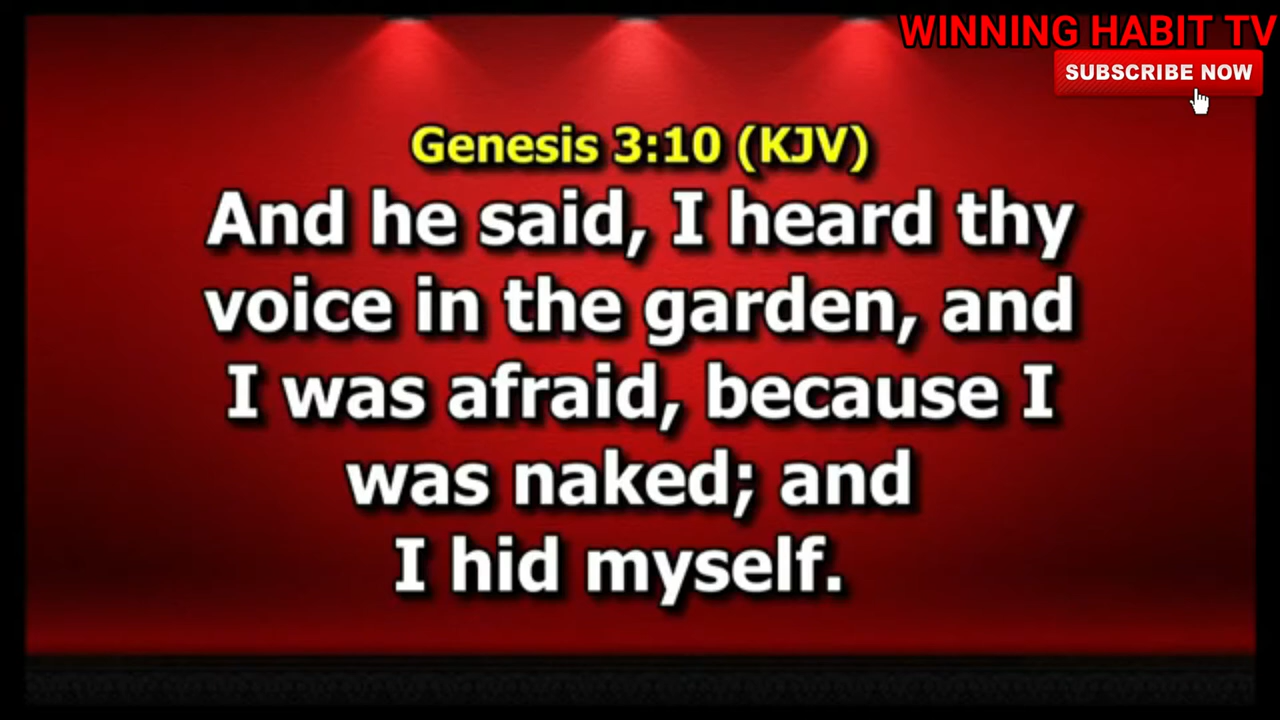 WINNING HABIT TV
SUBSCRIBE NOW
Genesis 3:10 (KJV)
And he said, I heard thy
voice in the garden, and
I was afraid, because I
was naked; and
I hid myself.